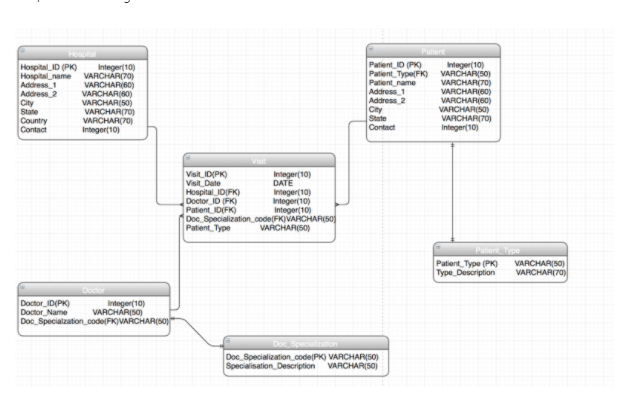 Hospital
Hospital_ID (PK) Integer(10)
Hospital_name VARCHAR(70)
Address_1 VARCHAR(60)
Address_2 VARCHAR(60)
City VARCHAR(50)
State VARCHAR(70)
Country VARCHAR(70)
Contact Integer(10)
Patient
Patient_ID (PK) Integer(10)
Patient_Type(FK) VARCHAR(50)
Patient_name VARCHAR(70)
Address_1 VARCHAR(60)
Address_2 VARCHAR(60)
City VARCHAR(50)
State VARCHAR(70)
Contact Integer(10)
Visit
Visit_ID(PK) Integer(10)
Visit_Date DATE
Hospital_ID(FK) Integer(10)
Doctor_ID (FK) Integer(10)
Patient_ID(FK) Integer(10)
Doc_Specialization_code(FK)VARCHAR(50)
Patient_Type VARCHAR(50)
Patient_Type
Patient_Type (PK) VARCHAR(50)
Type_Description VARCHAR(70)
Doctor
Doctor_ID(PK) Integer(10)
Doctor_Name VARCHAR(50)
Doc_Specialzation_code(FK)VARCHAR(50)
Doc_Specialization
Doc_Specialization_code(PK) VARCHAR(50)
Specialisation_Description VARCHAR(50)